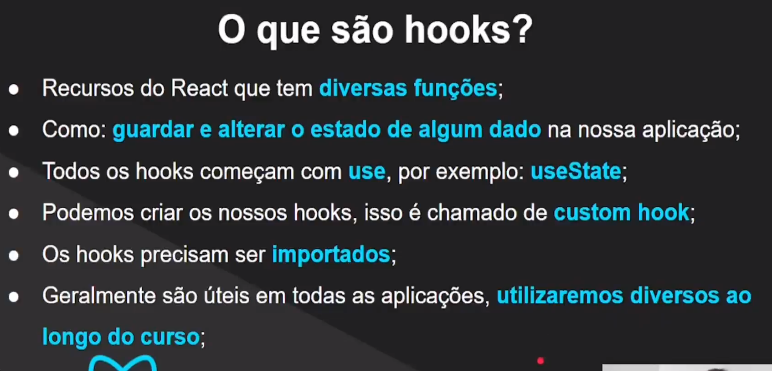 O que são hooks?
● Recursos do React que tem diversas funções;
● Como: guardar e alterar o estado de algum dado na nossa aplicação;
● Todos os hooks começam com use, por exemplo: useState;
● Podemos criar os nossos hooks, isso é chamado de custom hook;
● Os hooks precisam ser importados;
● Geralmente são úteis em todas as aplicações, utilizaremos diversos ao
longo do curso;